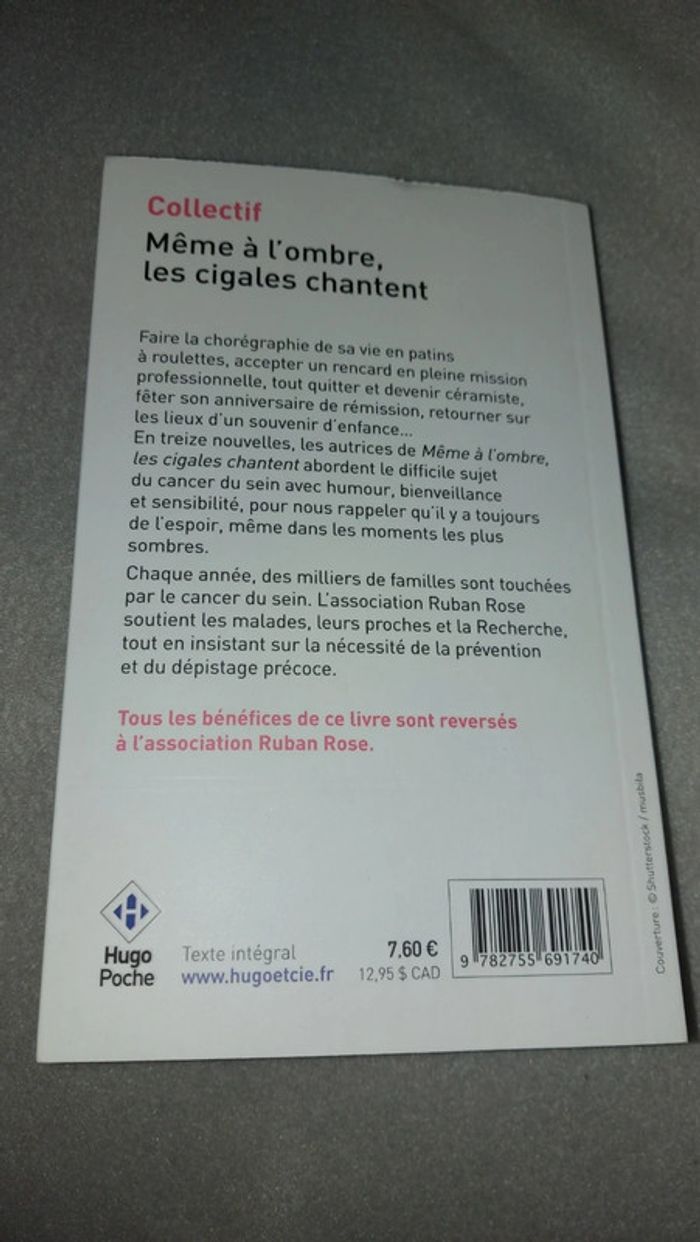 Collectif
Même à l'ombre,
les cigales chantent
Faire la chorégraphie de sa vie en patins
à roulettes, accepter un rencard en pleine mission
professionnelle, tout quitter et devenir céramiste,
fêter son anniversaire de rémission, retourner sur
les lieux d'un souvenir d'enfance...
En treize nouvelles, les autrices de Même à l'ombre,
les cigales chantent abordent le difficile sujet
du cancer du sein avec humour, bienveillance
et sensibilité, pour nous rappeler qu'il y a toujours
de l'espoir, même dans les moments les plus
sombres.
Chaque année, des milliers de familles sont touchées
par le cancer du sein. L'association Ruban Rose
soutient les malades, leurs proches et la Recherche,
tout en insistant sur la nécessité de la prévention
et du dépistage précoce.
Tous les bénéfices de ce livre sont reversés
à l'association Ruban Rose.
Hugo
Poche
Texte intégral
www.hugoetcie.fr
7,60 €
12,95 $ CAD
9 782755 691740
Couverture : © Shutterstock / musbila